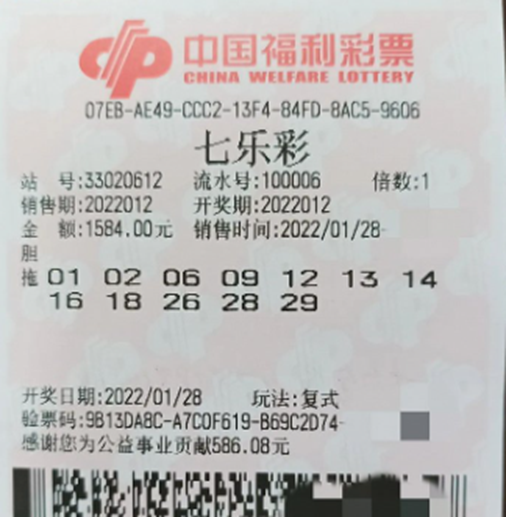 中国福利彩票
CHINA WELFARE LOTTERY
07EB-AE49-CCC2-13F4-84FD-8AC5-9606
七乐彩
站 号:33020612 流水号:100006 倍数:1
销售期:2022012 开奖期:2022012
金 额:1584.00元 销售时间:2022/01/28-
胆
拖 01 02 06 09 12 13 14
16 18 26 28 29
开奖日期:2022/01/28 玩法:复式
验票码:9B13DA8C-A7C0F619-B69C2D74-
感谢您为公益事业贡献586.08元